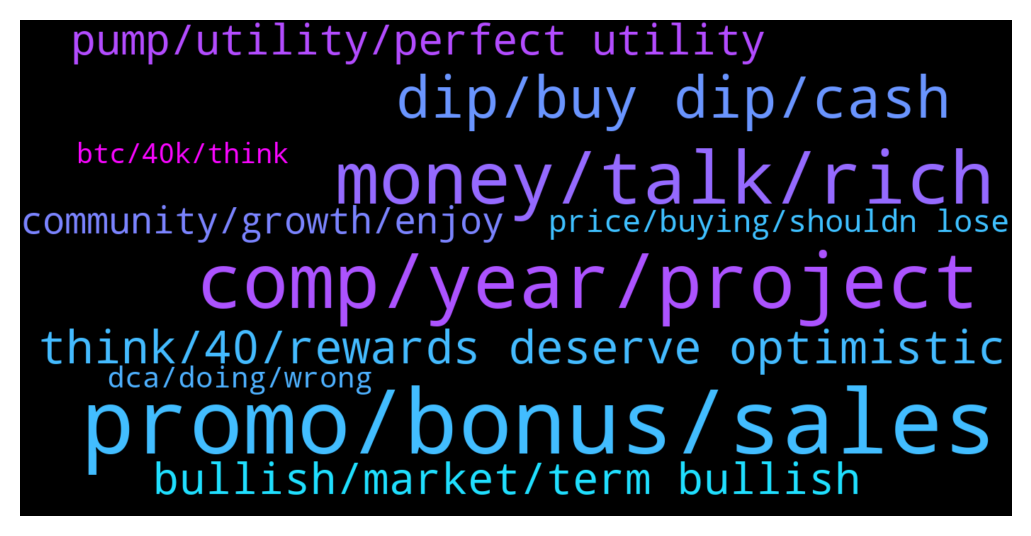 pump/utility/perfect utility
dip/buy dip/cash
btc/40k/think
money/talk/rich
community/growth/enjoy
price/buying/shouldn lose
comp/year/project
think/40/rewards deserve optimistic
dca/doing/wrong
promo/bonus/sales
bullish/market/term bullish